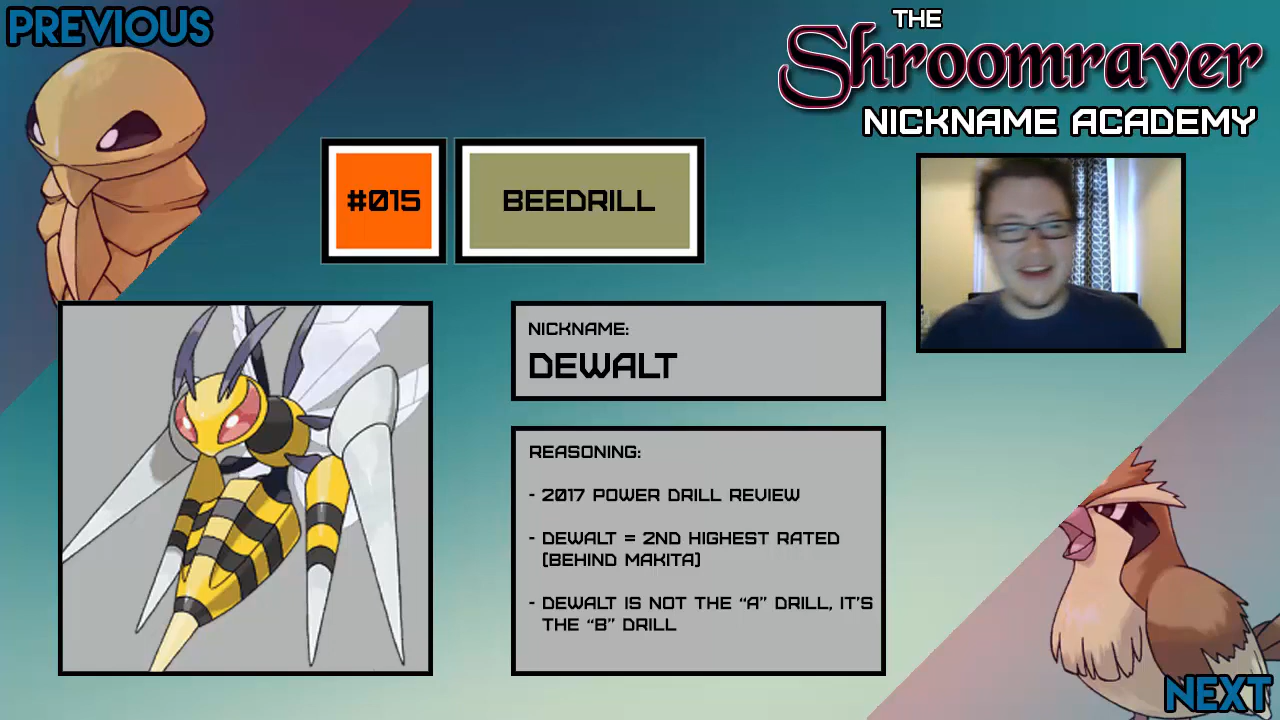 PREVIOUS
THE
Shroomraver
NICKNAME ACADEMY
#015
BEEDRILL
NICKNAME:
DEWALT
REASONING:
- 2017 POWER DRILL REVIEW
- DEWALT = 2ND HIGHEST RATED
(BEHIND MAKITA)
- DEWALT IS NOT THE “A” DRILL, IT’S
THE “B” DRILL
NEXT